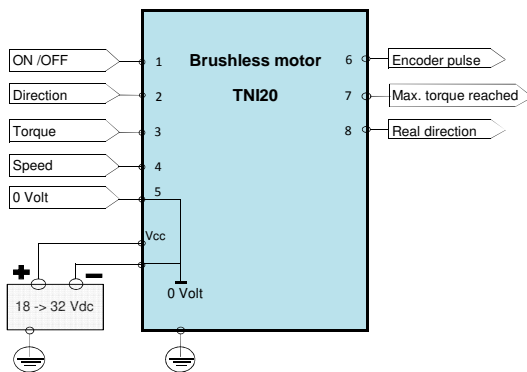 ON /OFF
Direction
Torque
Speed
0 Volt
1
2
3
4
5
Brushless motor
TNI20
6
7
8
Encoder pulse
Max. torque reached
Real direction
Vcc
+
−
18 -> 32 Vdc
0 Volt